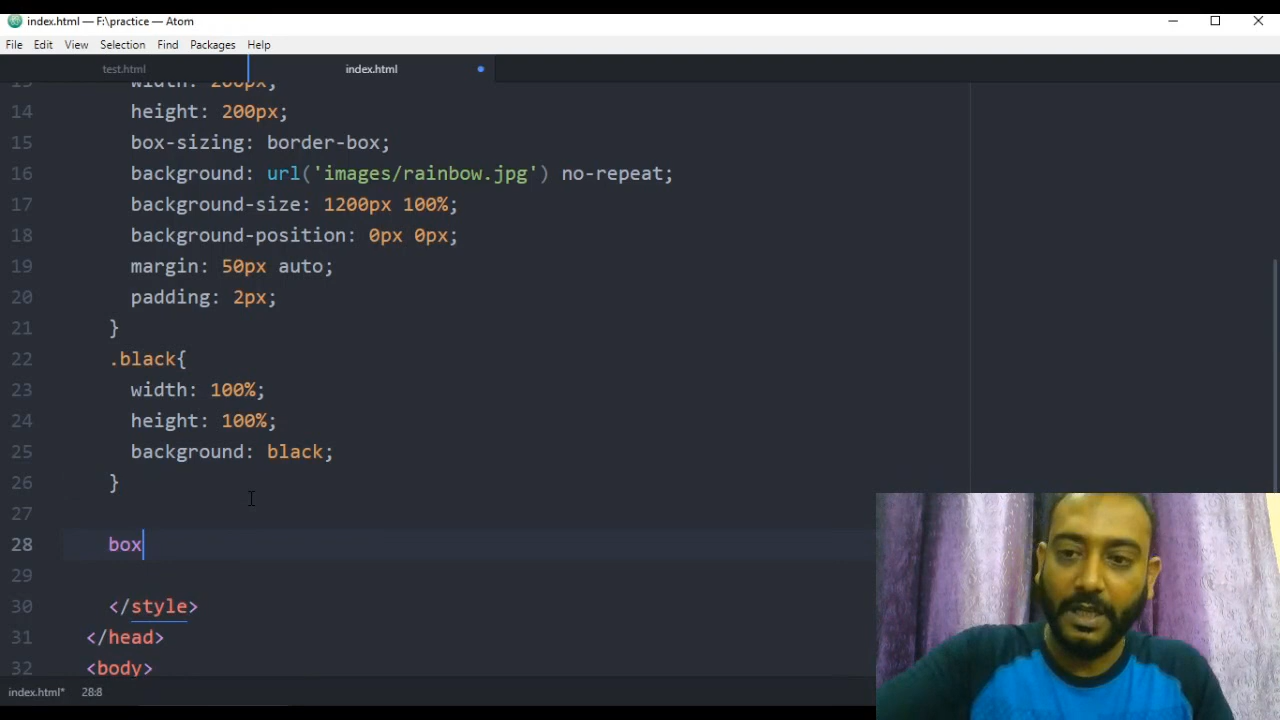 index.html — F:\practice — Atom
File Edit View Selection Find Packages Help
test.html index.html
13 width: 200px;
14 height: 200px;
15 box-sizing: border-box;
16 background: url('images/rainbow.jpg') no-repeat;
17 background-size: 1200px 100%;
18 background-position: 0px 0px;
19 margin: 50px auto;
20 padding: 2px;
21 }
22 .black{
23 width: 100%;
24 height: 100%;
25 background: black;
26 }
27
28 box
29
30 </style>
31 </head>
32 <body>
index.html* 28:8